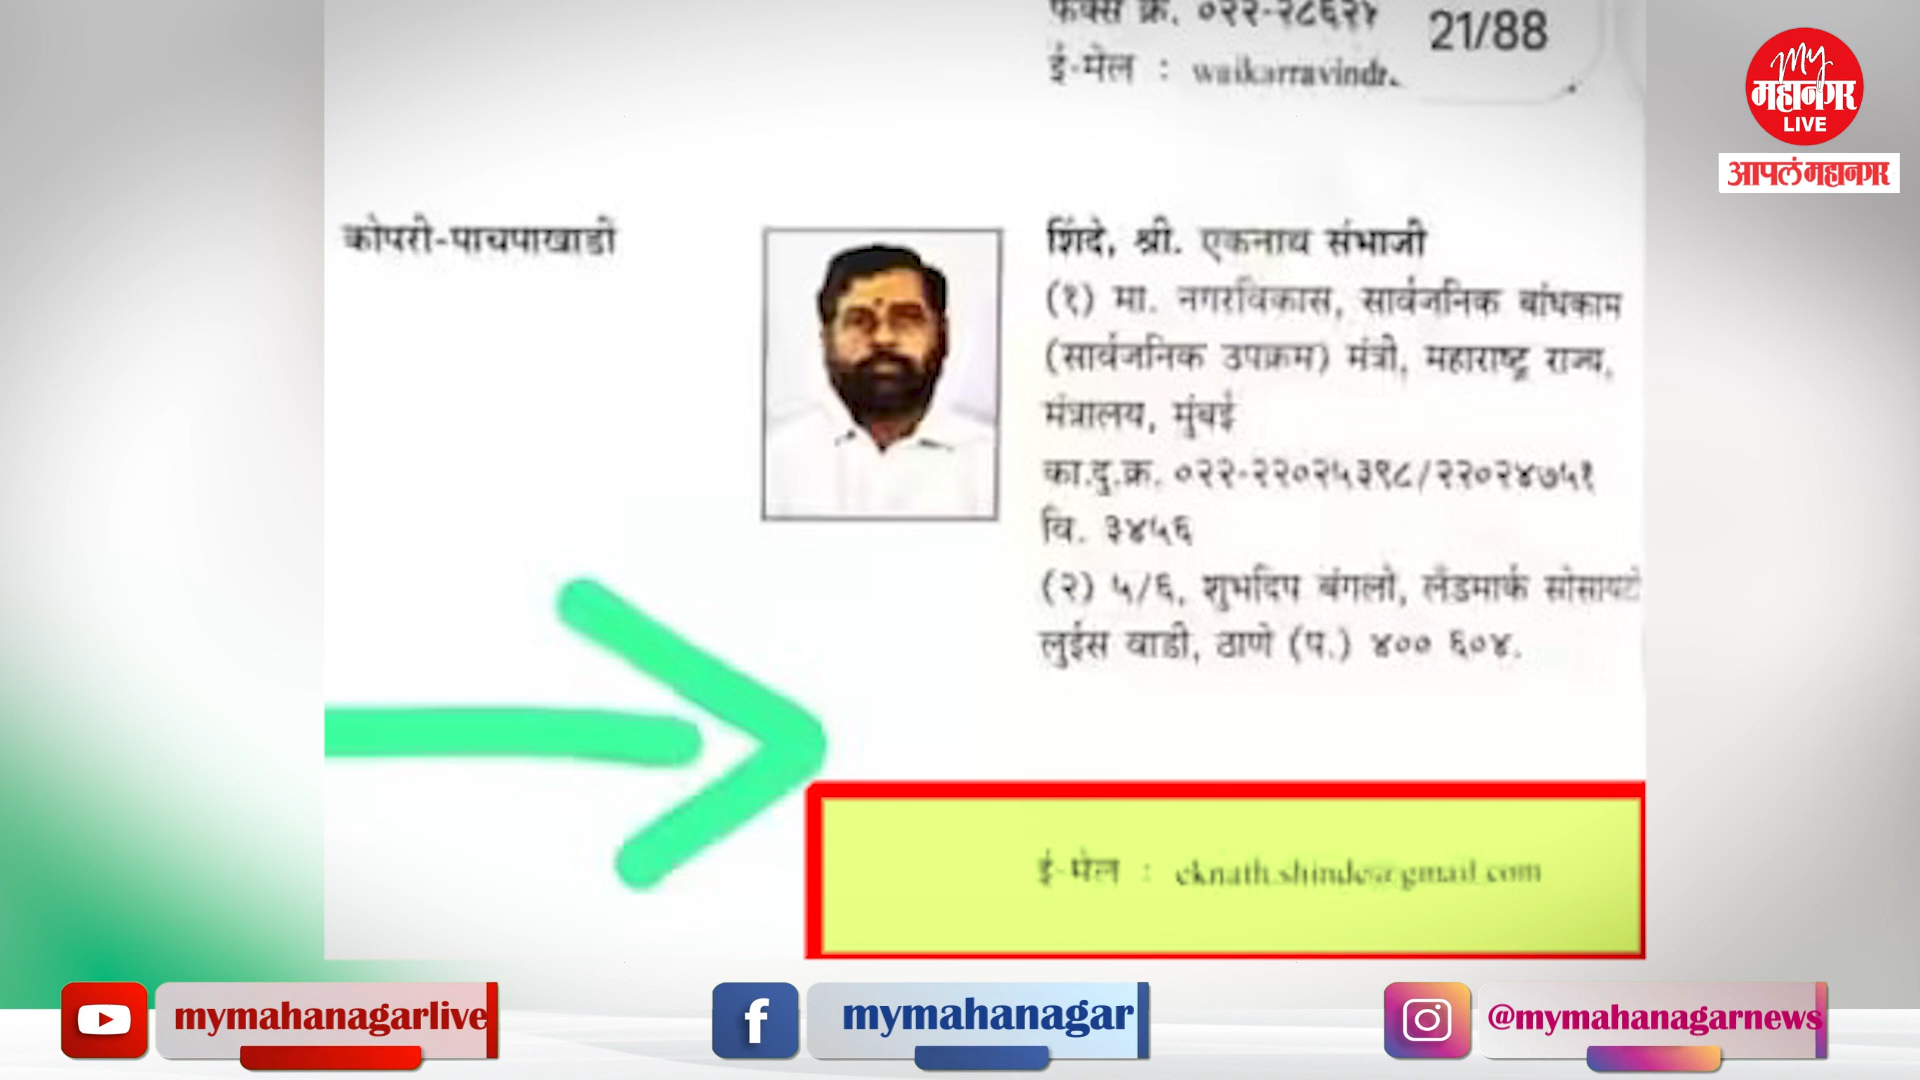 फॅक्स क्र. ०२२-२८६२
21/88
ई-मेल : waikarravindr
My
महानगर
LIVE
आपलं महानगर
कोपरी-पाचपाखाडी
शिंदे, श्री. एकनाथ संभाजी
(१) मा. नगरविकास, सार्वजनिक बांधकाम
(सार्वजनिक उपक्रम) मंत्री, महाराष्ट्र राज्य,
मंत्रालय, मुंबई
का.दु.क्र. ०२२-२२०२५३९८/२२०२४७५१
वि. ३४५६
(२) ५/६, शुभदिप बंगलो, लँडमार्क सोसायटी
लुईस वाडी, ठाणे (प.) ४०० ६०४.
ई-मेल : eknath.shinde@gmail.com
mymahanagarlive
mymahanagar
@mymahanagarnews